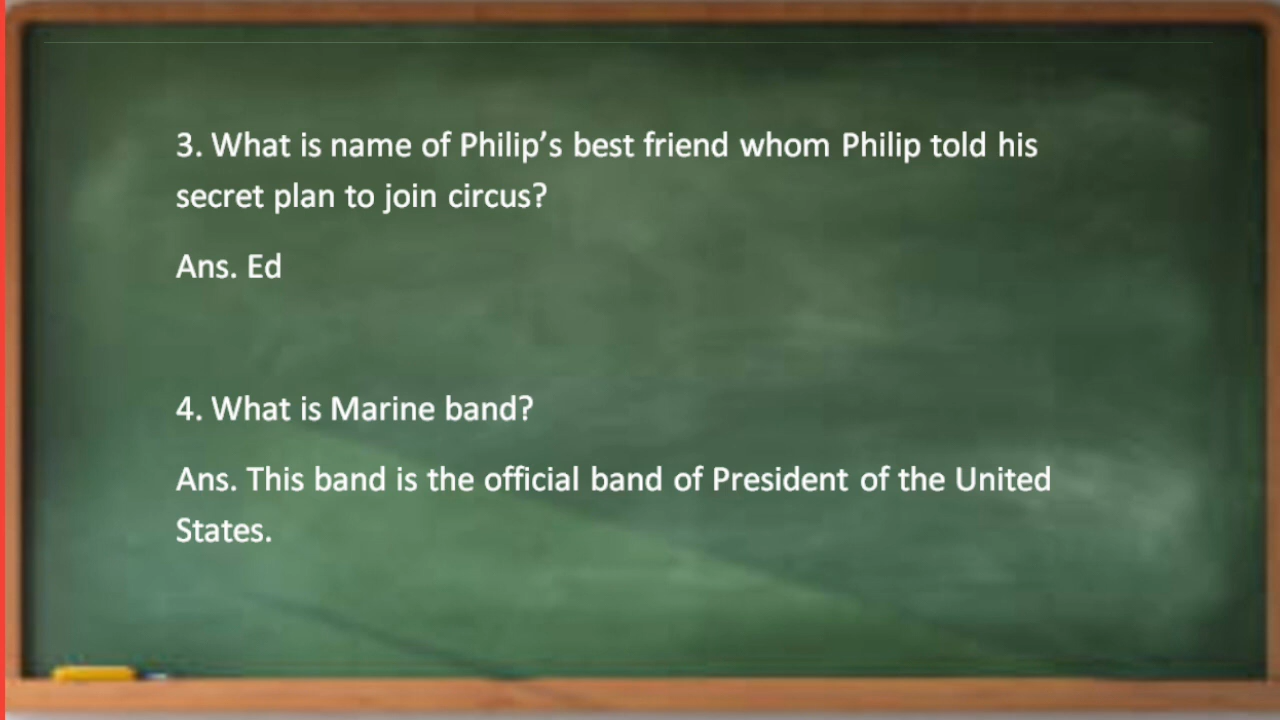 3. What is name of Philip's best friend whom Philip told his
secret plan to join circus?
Ans. Ed
4. What is Marine band?
Ans. This band is the official band of President of the United
States.